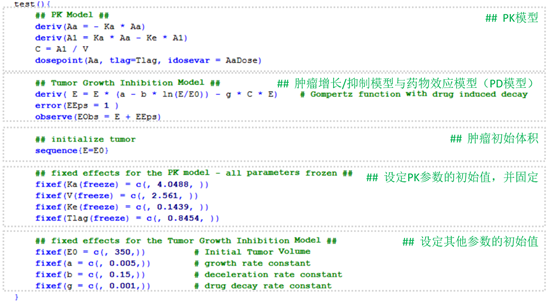 test(){
## PK Model ##
## PK模型
deriv(Aa = - Ka * Aa)
deriv(A1 = Ka * Aa - Ke * A1)
C = A1 / V
dosepoint(Aa, tlag=Tlag, idosevar = AaDose)
## Tumor Growth Inhibition Model ##
## 肿瘤增长/抑制模型与药物效应模型（PD模型）
deriv( E = E * (a - b * ln(E/E0)) - g * C * E) # Gompertz function with drug induced decay
error(EEps = 1 )
observe(EObs = E + EEps)
## initialize tumor
## 肿瘤初始体积
sequence(E=E0)
## fixed effects for the PK model - all parameters frozen ##
## 设定PK参数的初始值，并固定
fixef(Ka(freeze) = c(, 4.0488, ))
fixef(V(freeze) = c(, 2.561, ))
fixef(Ke(freeze) = c(, 0.1439, ))
fixef(Tlag(freeze) = c(, 0.8454, ))
## fixed effects for the Tumor Growth Inhibition Model ##
## 设定其他参数的初始值
fixef(E0 = c(, 350,)) # Initial Tumor Volume
fixef(a = c(, 0.005,)) # growth rate constant
fixef(b = c(, 0.15,)) # deceleration rate constant
fixef(g = c(, 0.001,)) # drug decay rate constant
}